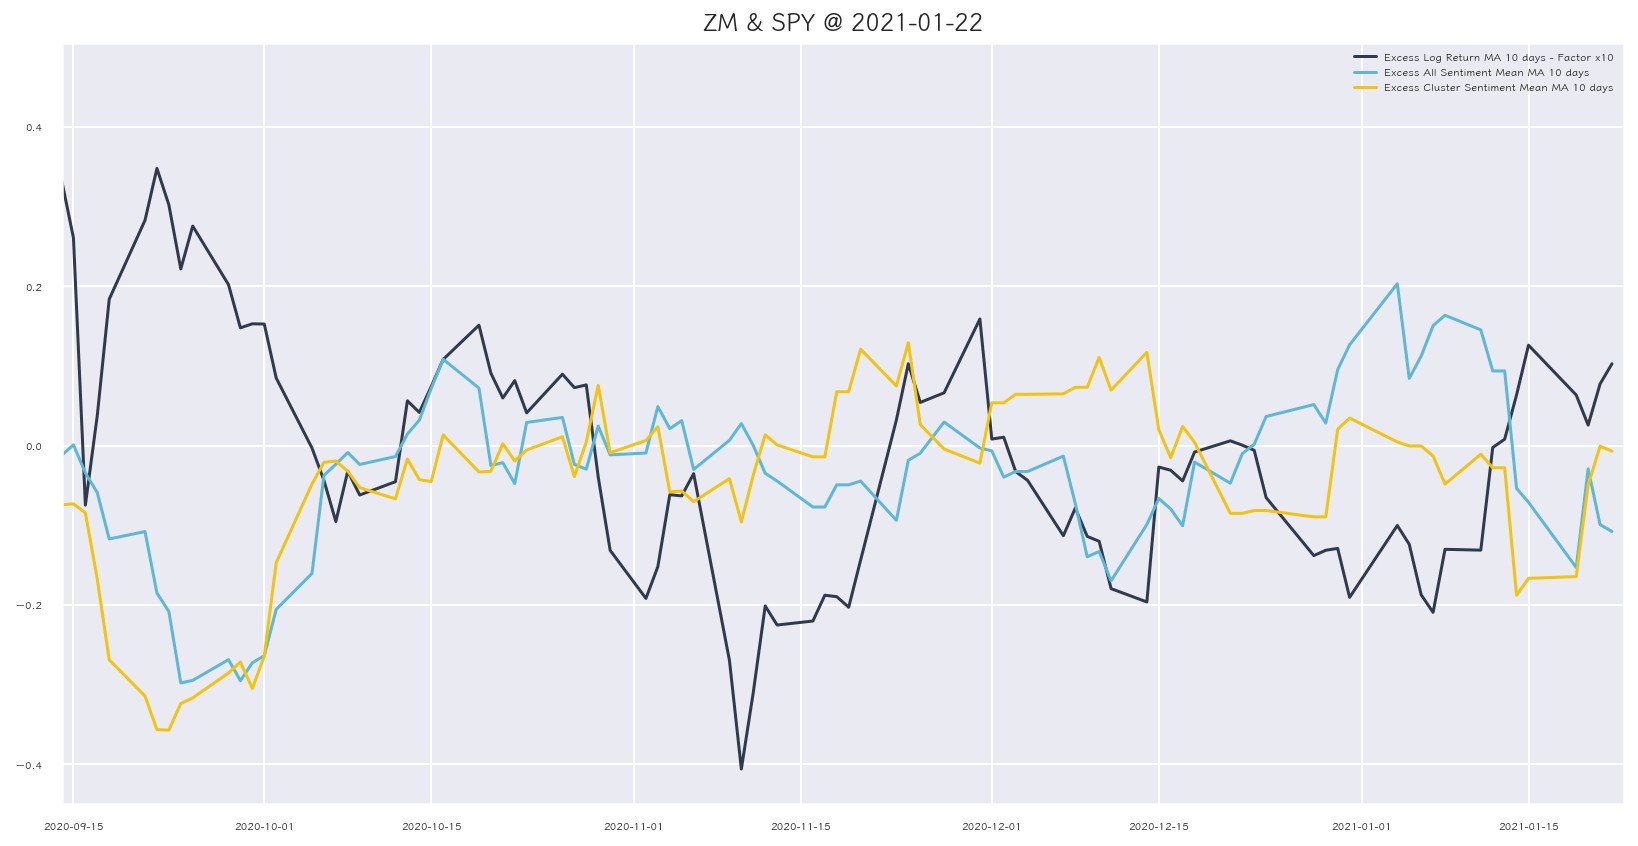 ZM & SPY @ 2021-01-22
Excess Log Return MA 10 days - Factor x10
Excess All Sentiment Mean MA 10 days
Excess Cluster Sentiment Mean MA 10 days
0.4
0.2
0.0
−0.2
−0.4
2020-09-15 2020-10-01 2020-10-15 2020-11-01 2020-11-15 2020-12-01 2020-12-15 2021-01-01 2021-01-15